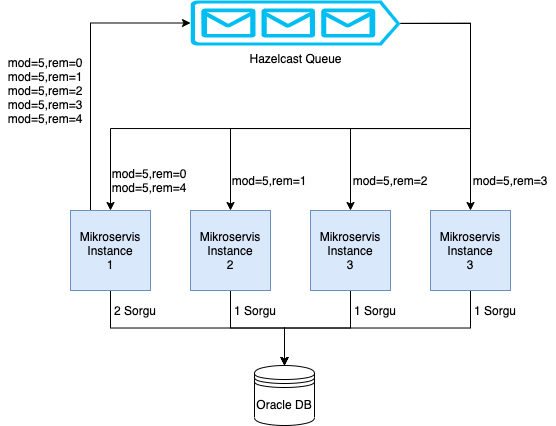 Hazelcast Queue
mod=5,rem=0
mod=5,rem=1
mod=5,rem=2
mod=5,rem=3
mod=5,rem=4
mod=5,rem=0
mod=5,rem=4
mod=5,rem=1
mod=5,rem=2
mod=5,rem=3
Mikroservis
Instance
1
Mikroservis
Instance
2
Mikroservis
Instance
3
Mikroservis
Instance
3
2 Sorgu
1 Sorgu
1 Sorgu
1 Sorgu
Oracle DB